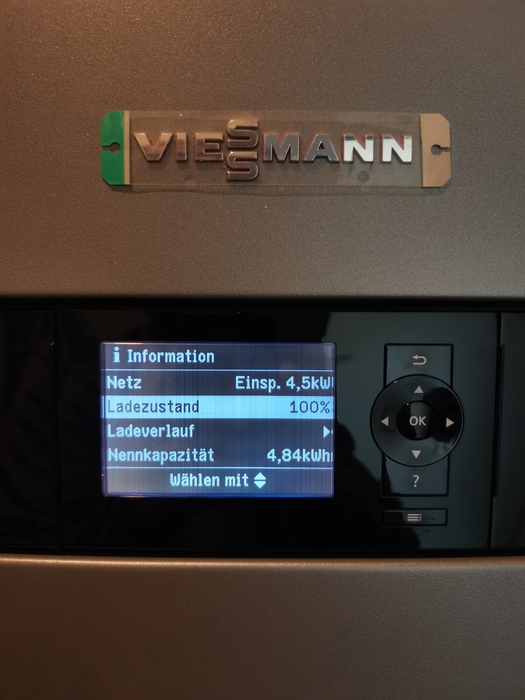 VIESSMANN
i Information
Netz Einsp. 4,5kW
Ladezustand 100%
Ladeverlauf
Nennkapazität 4,84kWh
Wählen mit
OK
?